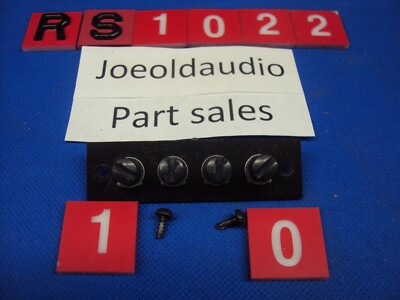 RS1022
Joeoldaudio
Part sales
1 0